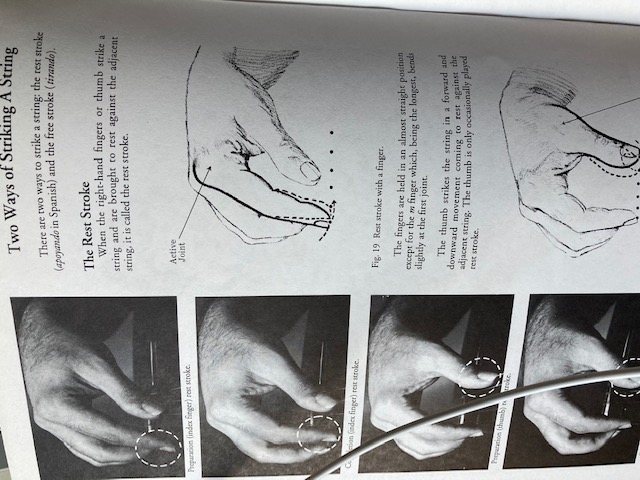 Two Ways of Striking A String
There are two ways to strike a string: the rest stroke
(apoyando in Spanish) and the free stroke (tirando).
The Rest Stroke
When the right-hand fingers or thumb strike a
string and are brought to rest against the adjacent
string, it is called the rest stroke.
Active
Joint
Fig. 19 Rest stroke with a finger.
The fingers are held in an almost straight position
except for the m finger which, being the longest, bends
slightly at the first joint.
The thumb strikes the string in a forward and
downward movement coming to rest against the
adjacent string. The thumb is only occasionally played
rest stroke.
Preparation (index finger) rest stroke.
(index finger) rest stroke.
Preparation (thumb) stroke.